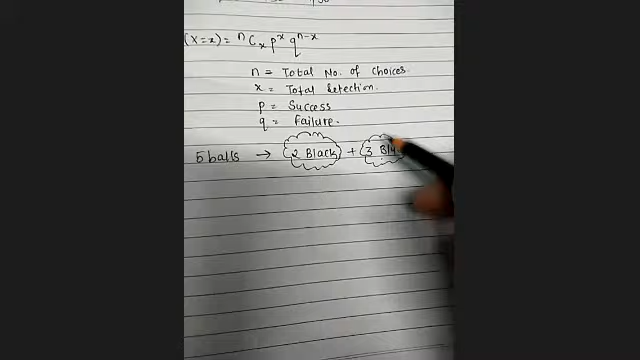 (X=x) = ⁿCₓ pˣ qⁿ⁻ˣ
n = Total No. of choices.
x = Total Selection.
p = Success
q = Failure.
5 balls → 2 Black + 3